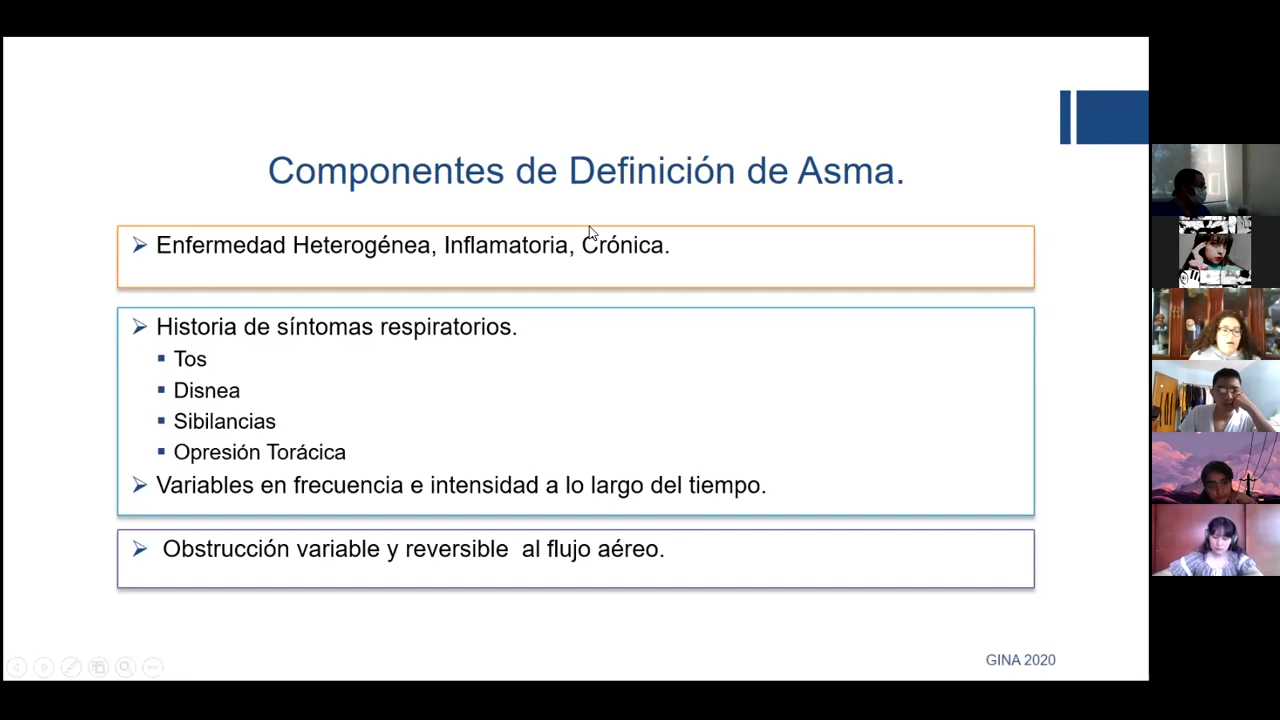 Componentes de Definición de Asma.
Enfermedad Heterogénea, Inflamatoria, Crónica.
Historia de síntomas respiratorios.
Tos
Disnea
Sibilancias
Opresión Torácica
Variables en frecuencia e intensidad a lo largo del tiempo.
Obstrucción variable y reversible al flujo aéreo.
GINA 2020